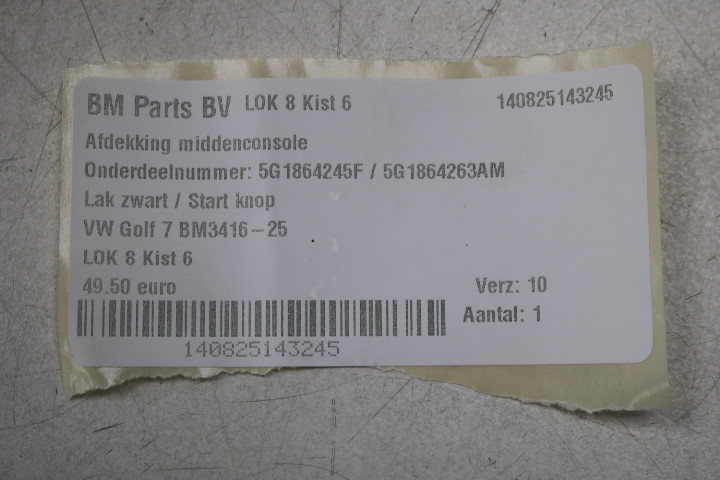 BM Parts BV LOK 8 Kist 6 140825143245
Afdekking middenconsole
Onderdeelnummer: 5G1864245F / 5G1864263AM
Lak zwart / Start knop
VW Golf 7 BM3416-25
LOK 8 Kist 6
49.50 euro Verz: 10
Aantal: 1
140825143245